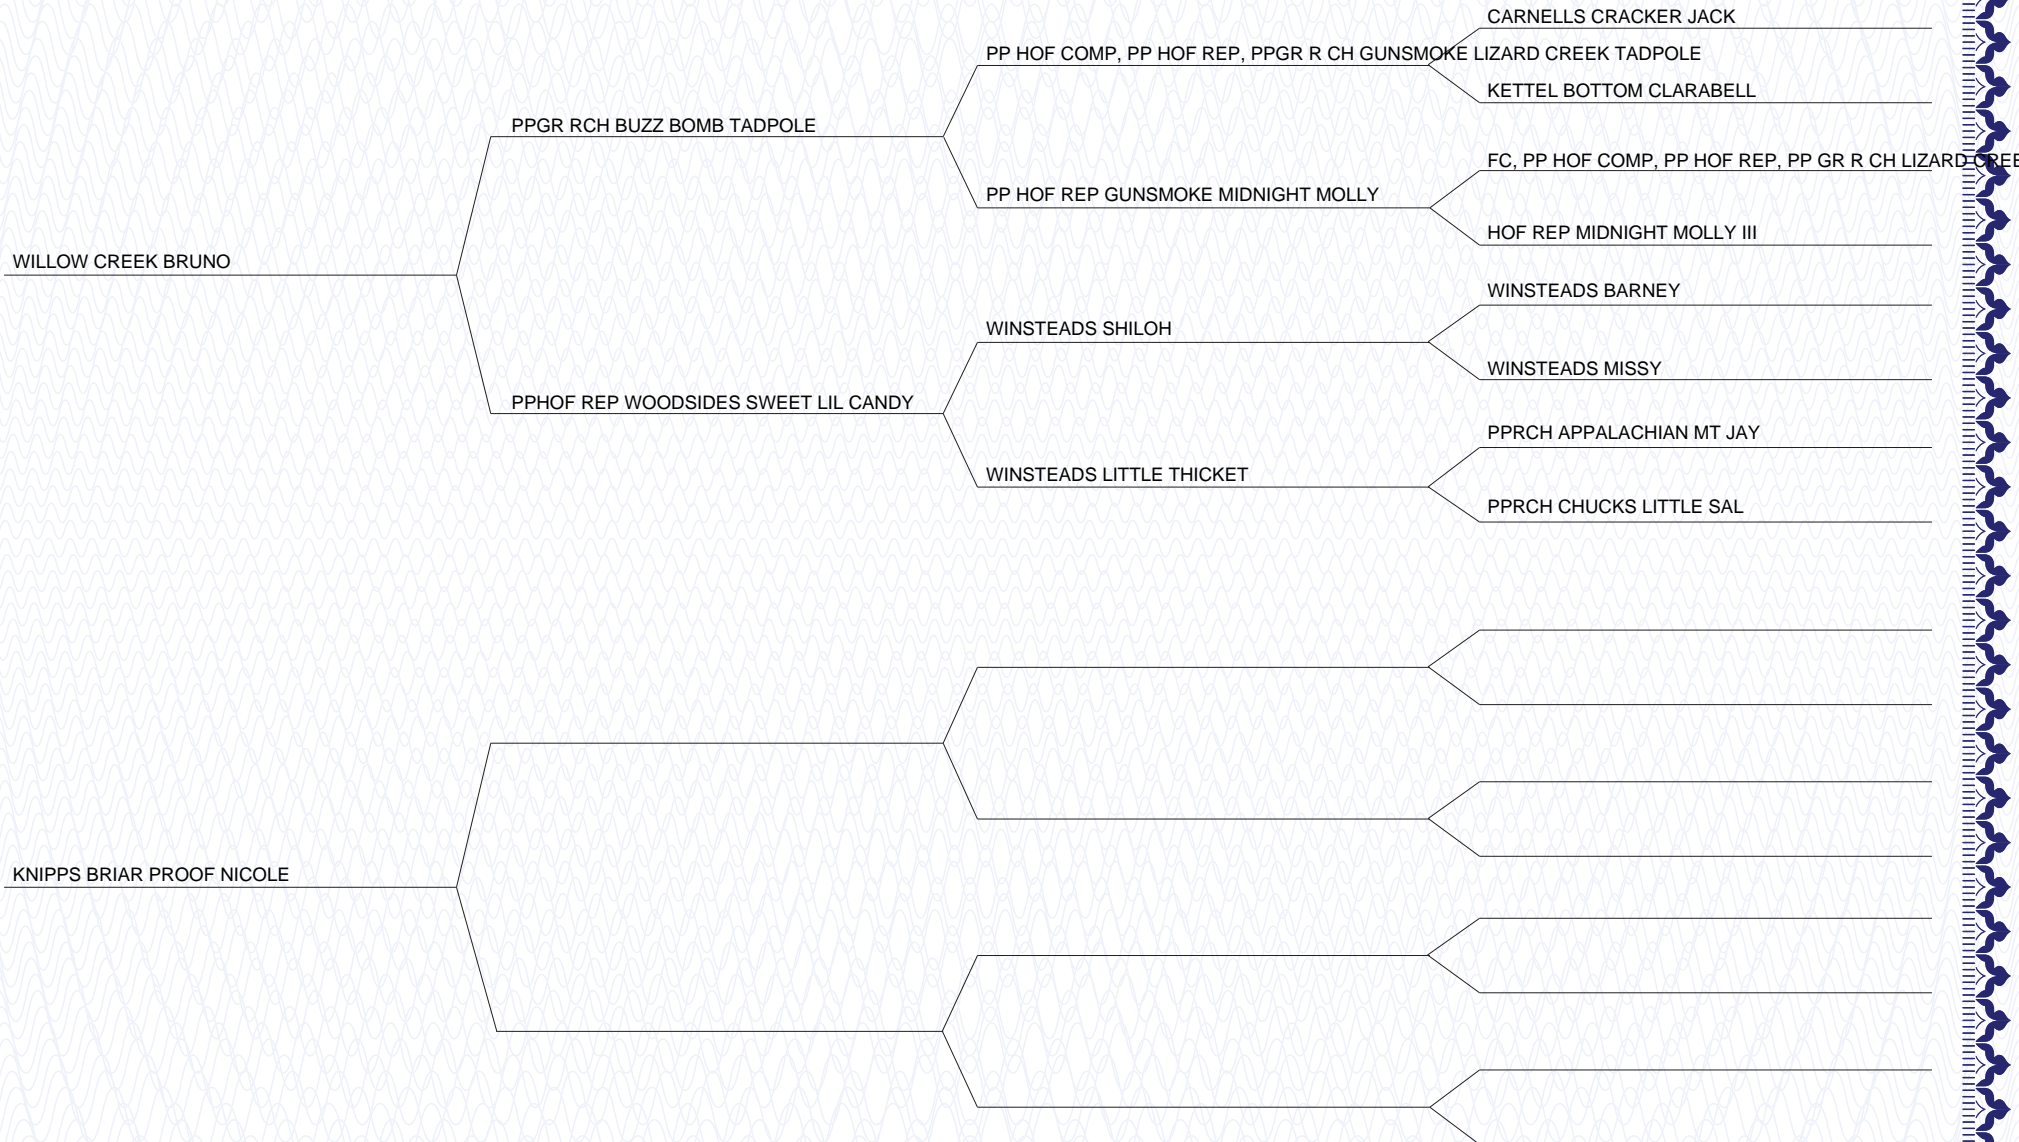 CARNELLS CRACKER JACK
PP HOF COMP, PP HOF REP, PPGR R CH GUNSMOKE LIZARD CREEK TADPOLE
KETTEL BOTTOM CLARABELL
PPGR RCH BUZZ BOMB TADPOLE
FC, PP HOF COMP, PP HOF REP, PP GR R CH LIZARD
PP HOF REP GUNSMOKE MIDNIGHT MOLLY
HOF REP MIDNIGHT MOLLY III
WILLOW CREEK BRUNO
WINSTEADS BARNEY
WINSTEADS SHILOH
WINSTEADS MISSY
PPHOF REP WOODSIDES SWEET LIL CANDY
PPRCH APPALACHIAN MT JAY
WINSTEADS LITTLE THICKET
PPRCH CHUCKS LITTLE SAL
KNIPPS BRIAR PROOF NICOLE